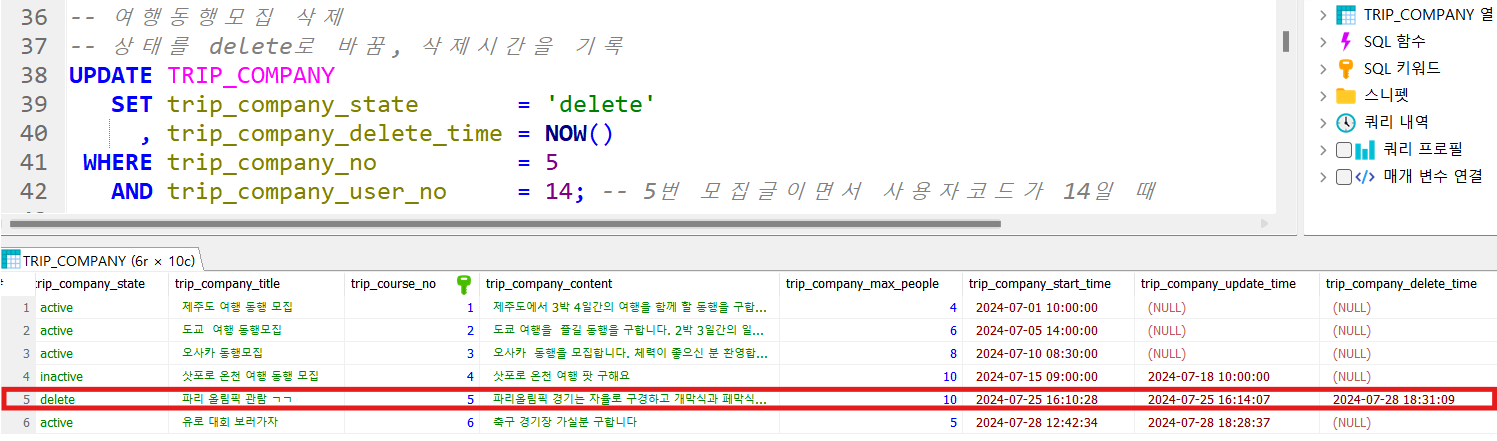 36 -- 여행동행모집 삭제
37 -- 상태를 delete로 바꿈, 삭제시간을 기록
38 UPDATE TRIP_COMPANY
39 SET trip_company_state = 'delete'
40 , trip_company_delete_time = NOW()
41 WHERE trip_company_no = 5
42 AND trip_company_user_no = 14; -- 5번 모집글이면서 사용자코드가 14일 때
TRIP_COMPANY 열
SQL 함수
SQL 키워드
스니펫
쿼리 내역
쿼리 프로필
매개 변수 연결
TRIP_COMPANY (6r × 10c)
trip_company_state trip_company_title trip_course_no trip_company_content trip_company_max_people trip_company_start_time trip_company_update_time trip_company_delete_time
1 active 제주도 여행 동행 모집 1 제주도에서 3박 4일간의 여행을 함께 할 동행을 구합... 4 2024-07-01 10:00:00 (NULL) (NULL)
2 active 도쿄 여행 동행모집 2 도쿄 여행을 즐길 동행을 구합니다. 2박 3일간의 일... 6 2024-07-05 14:00:00 (NULL) (NULL)
3 active 오사카 동행모집 3 오사카 동행을 모집합니다. 체력이 좋으신 분 환영합... 8 2024-07-10 08:30:00 (NULL) (NULL)
4 inactive 삿포로 온천 여행 동행 모집 4 삿포로 온천 여행 팟 구해요 10 2024-07-15 09:00:00 2024-07-18 10:00:00 (NULL)
5 delete 파리 올림픽 관람 ㄱㄱ 5 파리올림픽 경기는 자율로 구경하고 개막식과 폐막식... 10 2024-07-25 16:10:28 2024-07-25 16:14:07 2024-07-28 18:31:09
6 active 유로 대회 보러가자 6 축구 경기장 가실분 구합니다 5 2024-07-28 12:42:34 2024-07-28 18:28:37 (NULL)